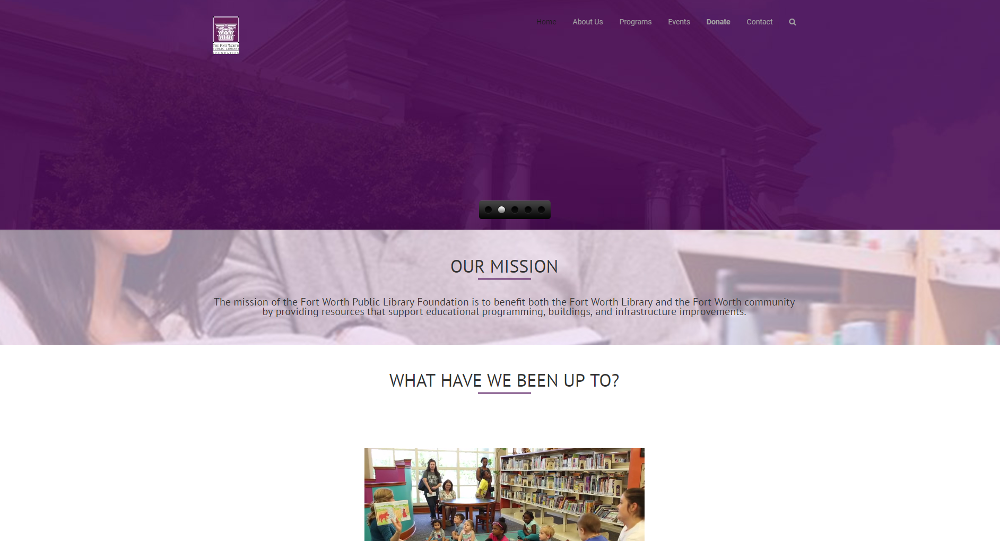 THE FORT WORTH
PUBLIC LIBRARY
FOUNDATION
Home
About Us
Programs
Events
Donate
Contact
OUR MISSION
The mission of the Fort Worth Public Library Foundation is to benefit both the Fort Worth Library and the Fort Worth community
by providing resources that support educational programming, buildings, and infrastructure improvements.
WHAT HAVE WE BEEN UP TO?